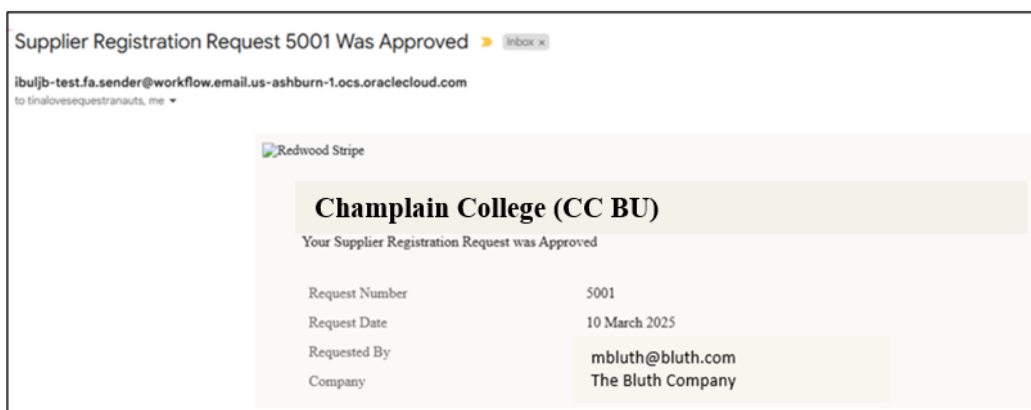 Supplier Registration Request 5001 Was Approved Inbox x
ibuljb-test.fa.sender@workflow.email.us-ashburn-1.ocs.oraclecloud.com
to tinalovesequestranauts, me
Redwood Stripe
Champlain College (CC BU)
Your Supplier Registration Request was Approved
Request Number 5001
Request Date 10 March 2025
Requested By mbluth@bluth.com
Company The Bluth Company